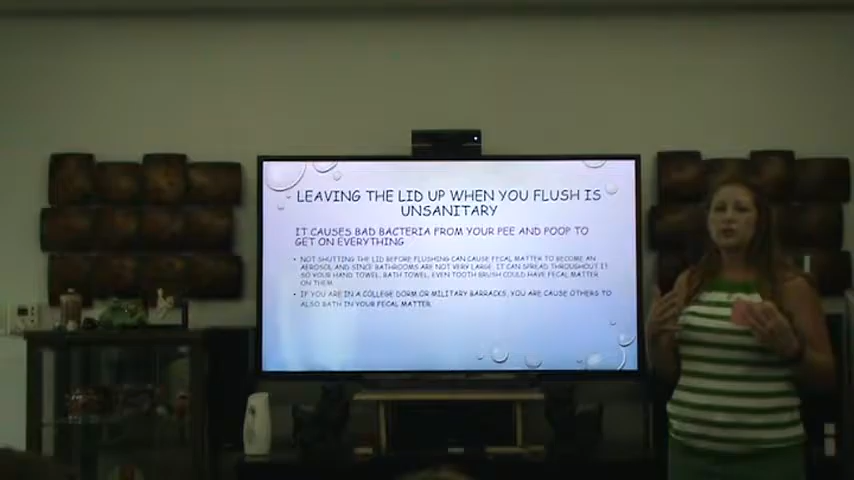 LEAVING THE LID UP WHEN YOU FLUSH IS
UNSANITARY
IT CAUSES BAD BACTERIA FROM YOUR PEE AND POOP TO
GET ON EVERYTHING
• NOT SHUTTING THE LID BEFORE FLUSHING CAN CAUSE FECAL MATTER TO BECOME AN
AEROSOL AND SINCE BATHROOMS ARE NOT VERY LARGE, IT CAN SPREAD THROUGHOUT IT
SO YOUR HAND TOWEL, BATH TOWEL, EVEN TOOTH BRUSH COULD HAVE FECAL MATTER
ON THEM.
• IF YOU ARE IN A COLLEGE DORM OR MILITARY BARRACKS, YOU ARE CAUSE OTHERS TO
ALSO BATH IN YOUR FECAL MATTER.